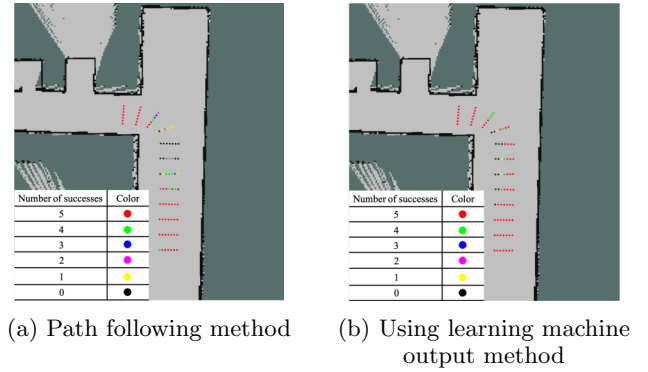 Number of successes Color
5
4
3
2
1
0
Number of successes Color
5
4
3
2
1
0
(a) Path following method
(b) Using learning machine
output method